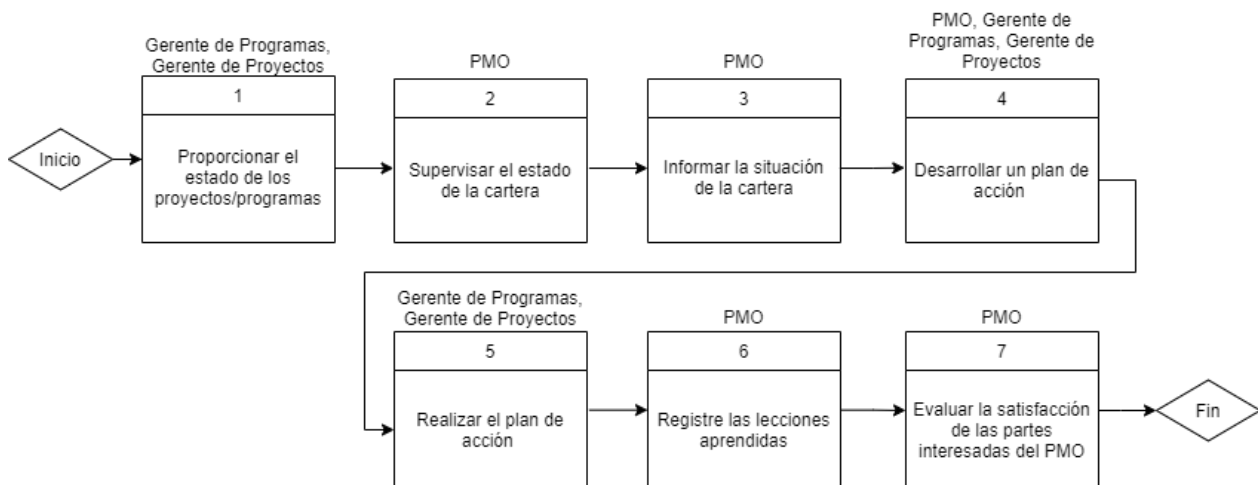 Gerente de Programas,
Gerente de Proyectos
1
Proporcionar el
estado de los
proyectos/programas
PMO
2
Supervisar el estado
de la cartera
PMO
3
Informar la situación
de la cartera
PMO, Gerente de
Programas, Gerente de
Proyectos
4
Desarrollar un plan de
acción
Inicio
Gerente de Programas,
Gerente de Proyectos
5
Realizar el plan de
acción
PMO
6
Registre las lecciones
aprendidas
PMO
7
Evaluar la satisfacción
de las partes
interesadas del PMO
Fin